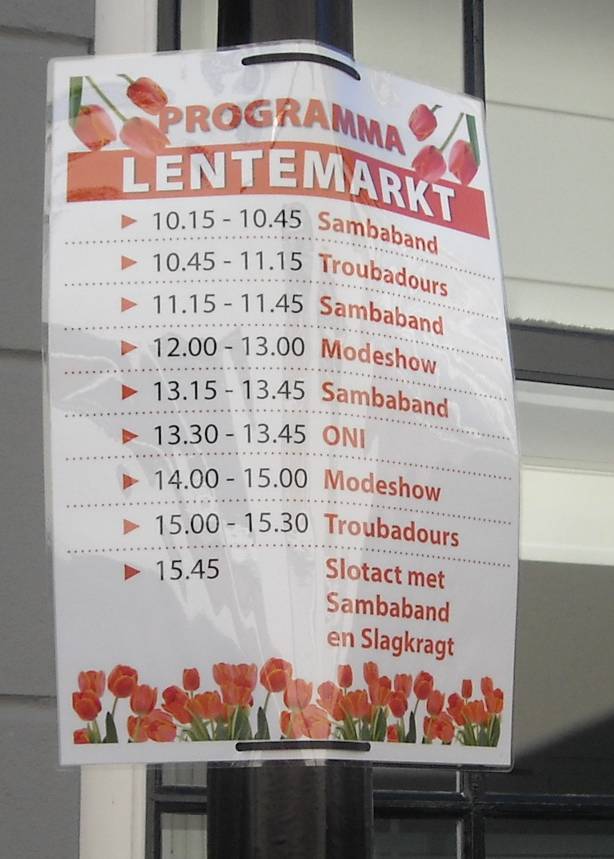 PROGRAMMA
LENTEMARKT
10.15 - 10.45 Sambaband
10.45 - 11.15 Troubadours
11.15 - 11.45 Sambaband
12.00 - 13.00 Modeshow
13.15 - 13.45 Sambaband
13.30 - 13.45 ONI
14.00 - 15.00 Modeshow
15.00 - 15.30 Troubadours
15.45 Slotact met
Sambaband
en Slagkragt